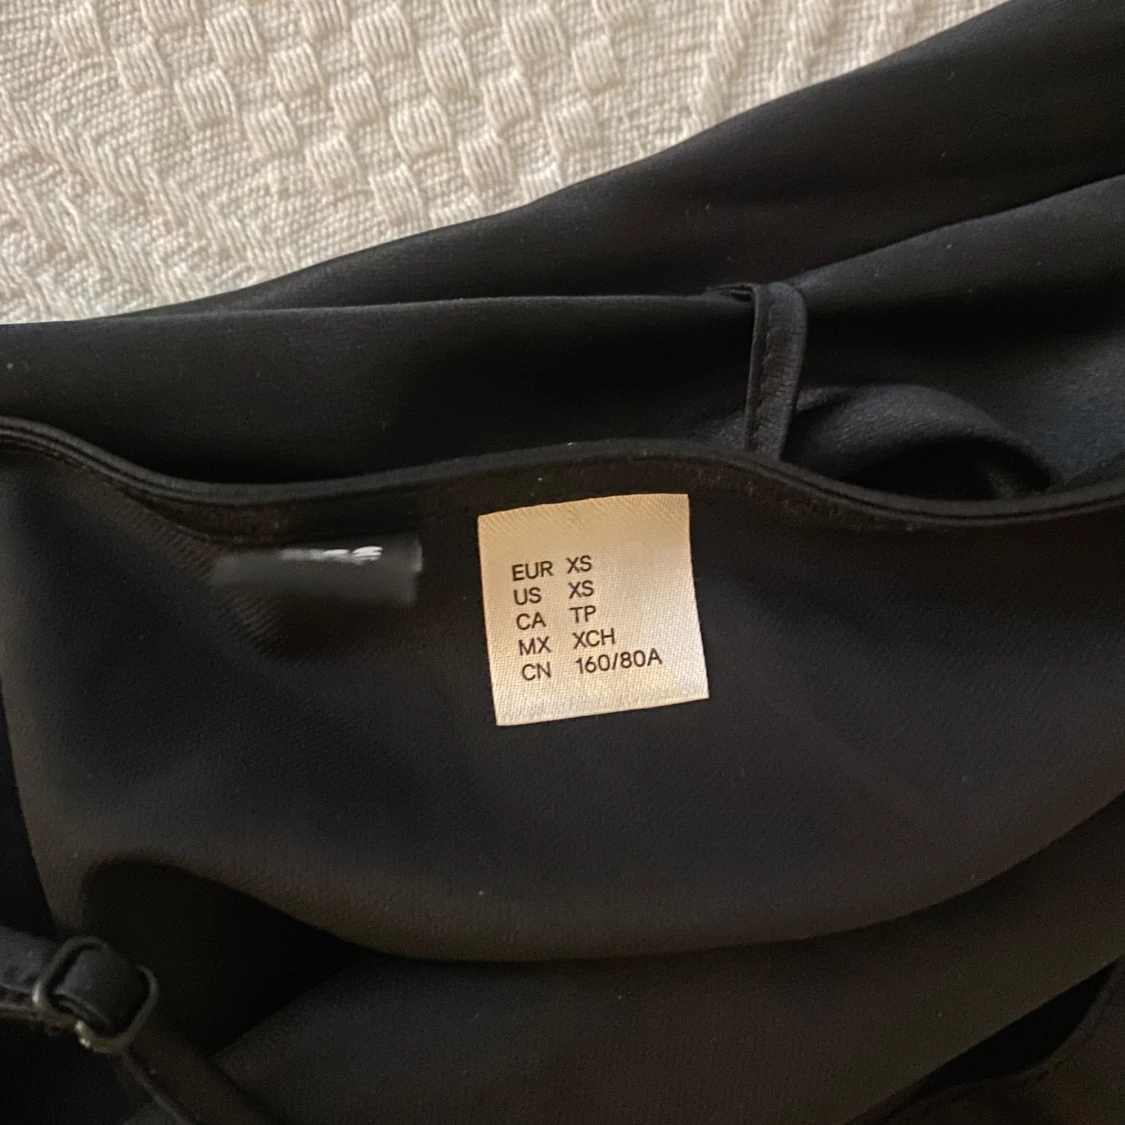 EUR XS
US XS
CA TP
MX XCH
CN 160/80A